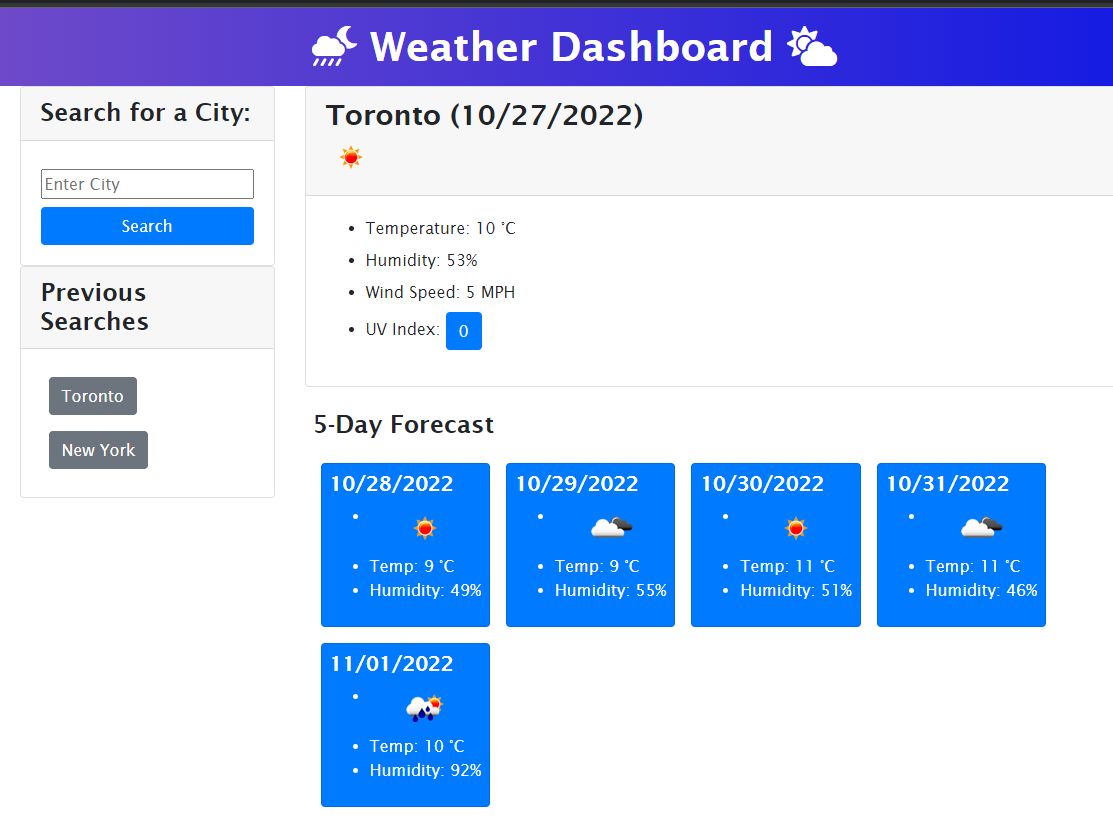 Weather Dashboard
Search for a City:
Enter City
Search
Previous
Searches
Toronto
New York
Toronto (10/27/2022)
Temperature: 10 °C
Humidity: 53%
Wind Speed: 5 MPH
UV Index: 0
5-Day Forecast
10/28/2022
Temp: 9 °C
Humidity: 49%
10/29/2022
Temp: 9 °C
Humidity: 55%
10/30/2022
Temp: 11 °C
Humidity: 51%
10/31/2022
Temp: 11 °C
Humidity: 46%
11/01/2022
Temp: 10 °C
Humidity: 92%